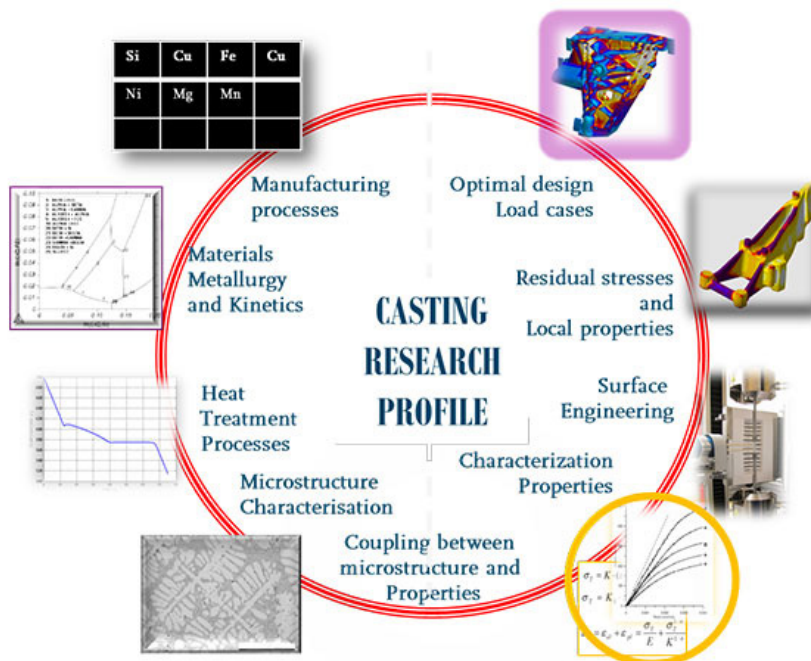 Si Cu Fe Cu
Ni Mg Mn
Manufacturing
processes
Optimal design
Load cases
Materials
Metallurgy
and Kinetics
Residual stresses
and
Local properties
CASTING
RESEARCH
PROFILE
Heat
Treatment
Processes
Surface
Engineering
Microstructure
Characterisation
Characterization
Properties
Coupling between
microstructure and
Properties